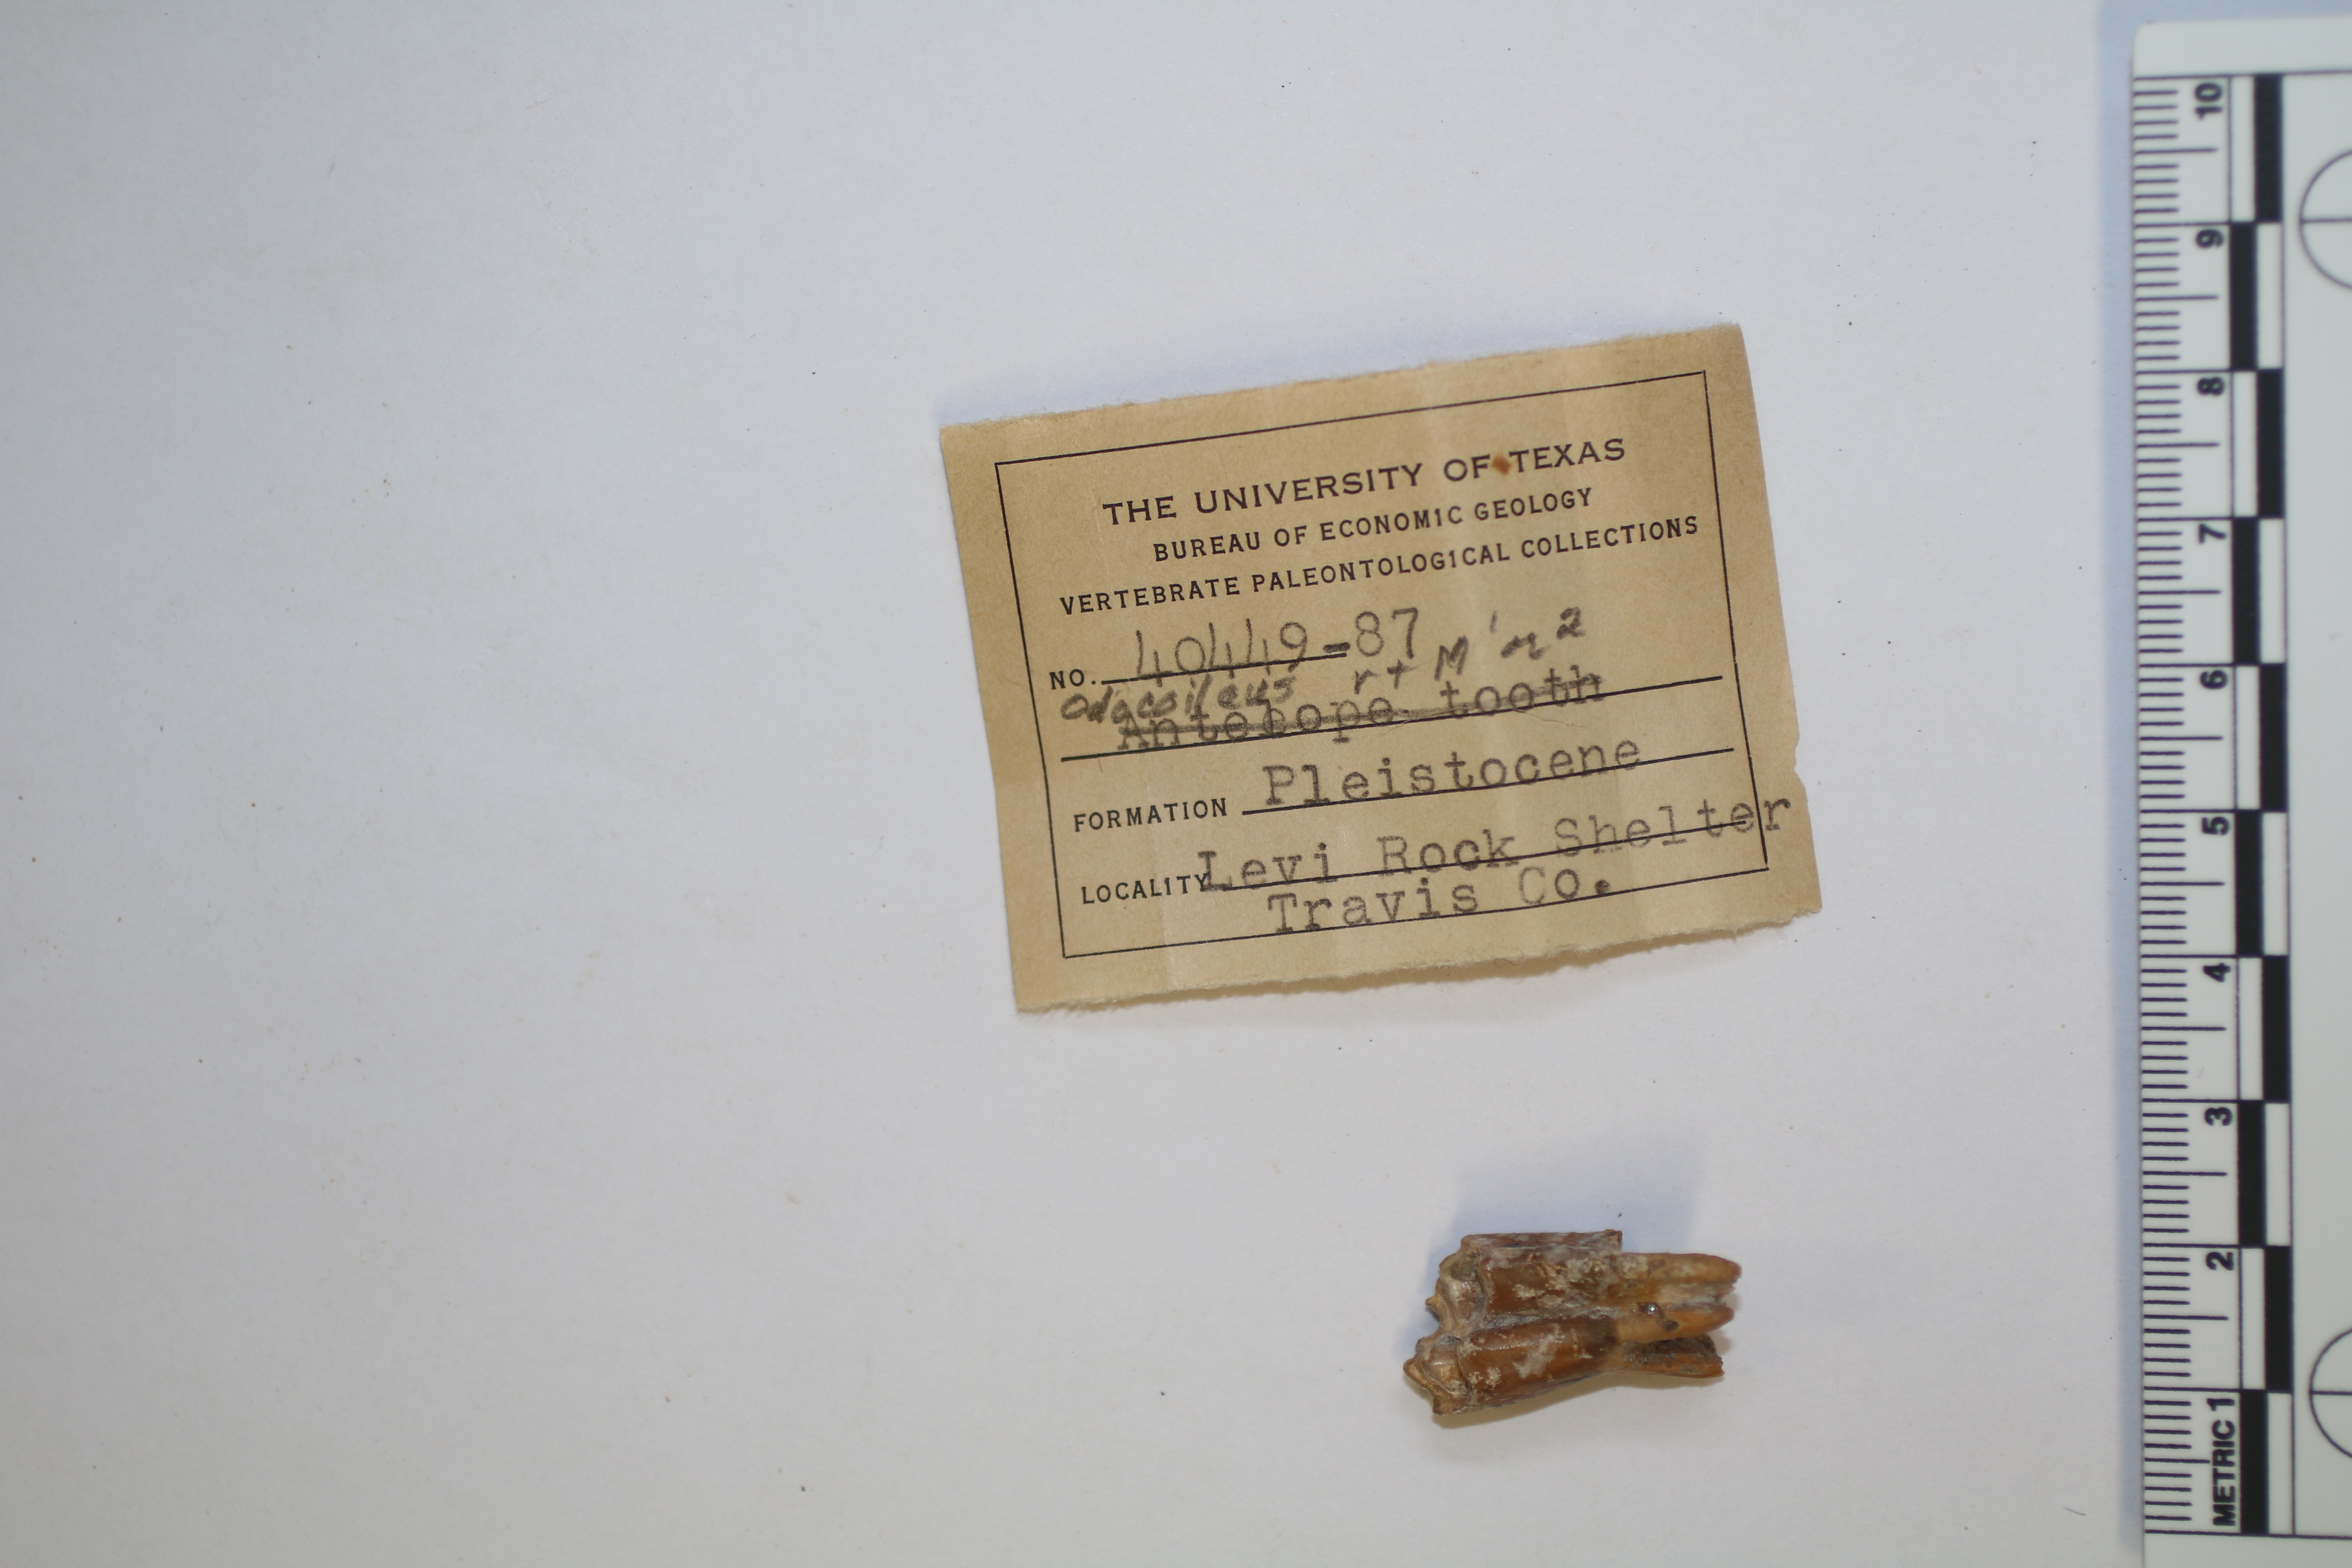 THE UNIVERSITY OF TEXAS
BUREAU OF ECONOMIC GEOLOGY
VERTEBRATE PALEONTOLOGICAL COLLECTIONS
NO. 40449-87
Odocoileus rt M 2
Antelope tooth
FORMATION Pleistocene
LOCALITY Levi Rock Shelter
Travis Co.
METRIC 1 2 3 4 5 6 7 8 9 10